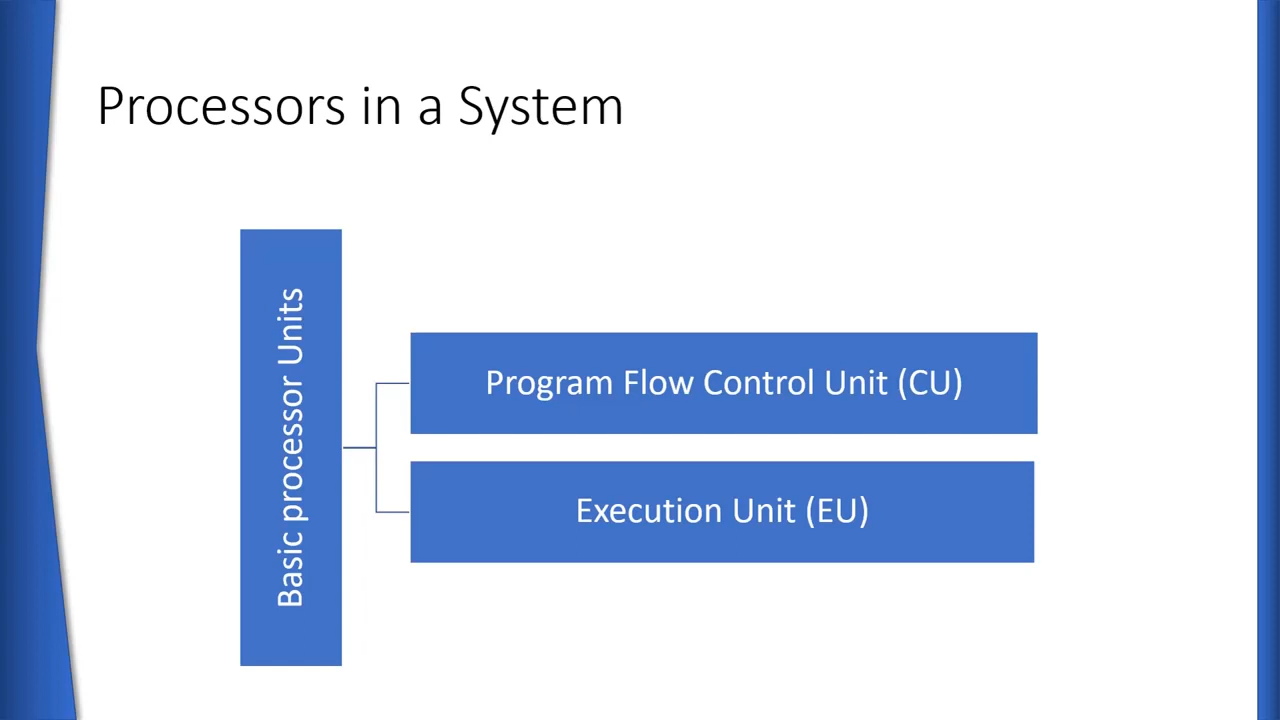 Processors in a System
Basic processor Units
Program Flow Control Unit (CU)
Execution Unit (EU)